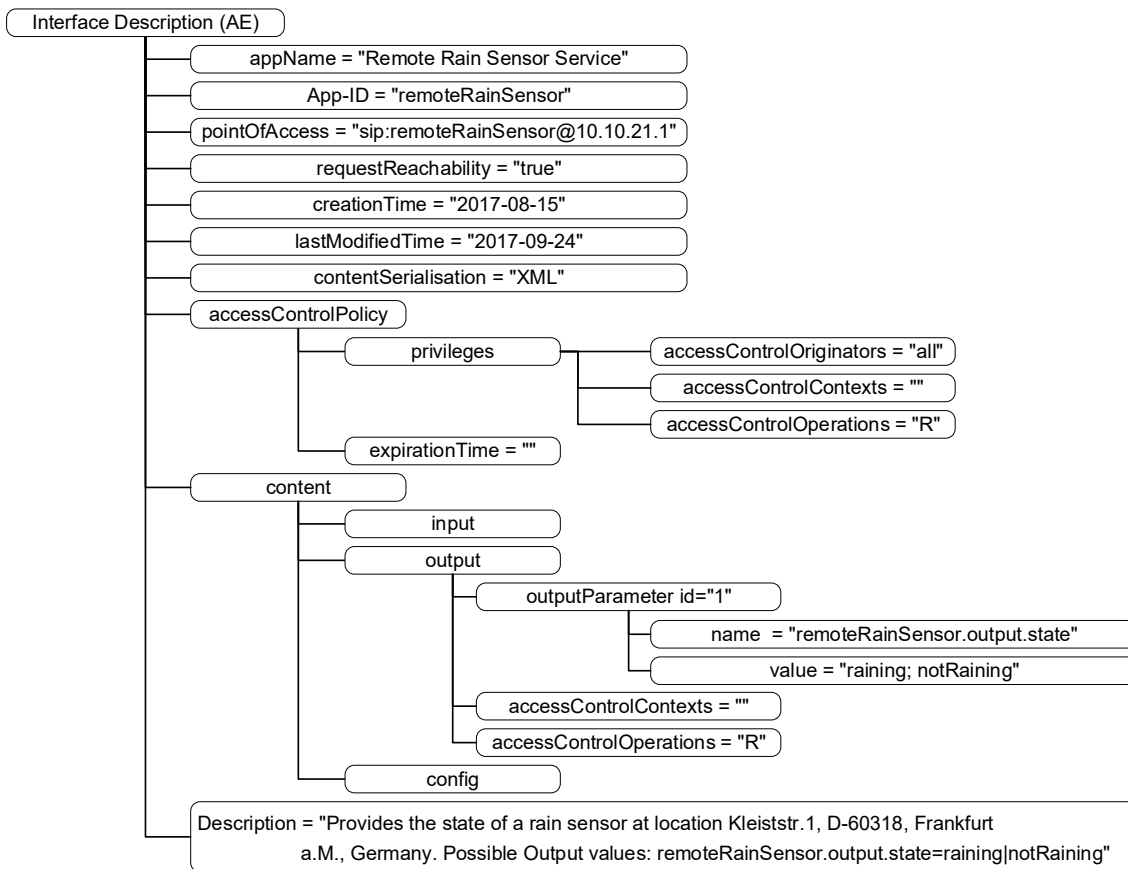 Interface Description (AE)
appName = "Remote Rain Sensor Service"
App-ID = "remoteRainSensor"
pointOfAccess = "sip:remoteRainSensor@10.10.21.1"
requestReachability = "true"
creationTime = "2017-08-15"
lastModifiedTime = "2017-09-24"
contentSerialisation = "XML"
accessControlPolicy
privileges
accessControlOriginators = "all"
accessControlContexts = ""
accessControlOperations = "R"
expirationTime = ""
content
input
output
outputParameter id="1"
name = "remoteRainSensor.output.state"
value = "raining; notRaining"
accessControlContexts = ""
accessControlOperations = "R"
config
Description = "Provides the state of a rain sensor at location Kleiststr.1, D-60318, Frankfurt
a.M., Germany. Possible Output values: remoteRainSensor.output.state=raining|notRaining"